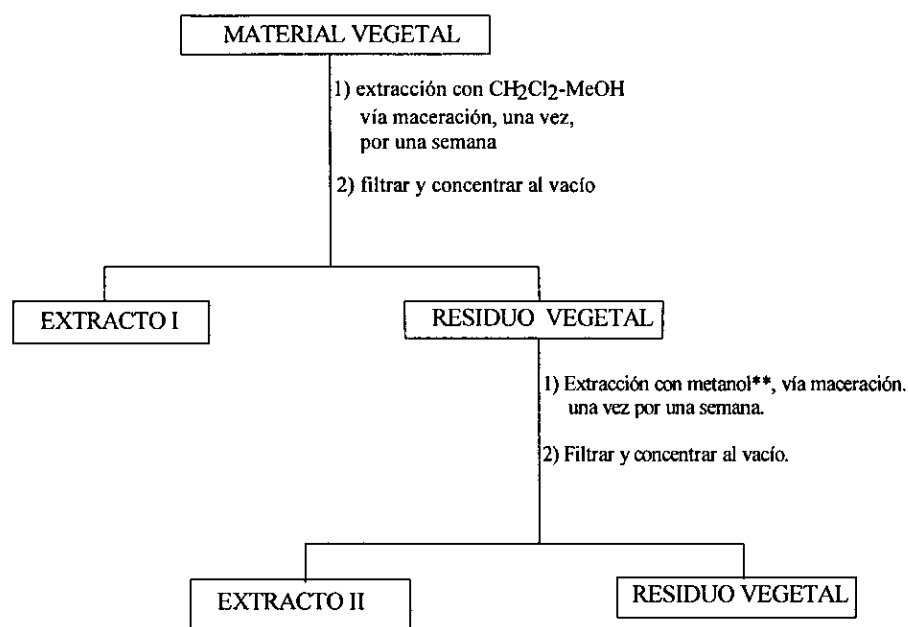 MATERIAL VEGETAL
1) extracción con CH2Cl2-MeOH
vía maceración, una vez,
por una semana
2) filtrar y concentrar al vacío
EXTRACTO I
RESIDUO VEGETAL
1) Extracción con metanol**, vía maceración.
una vez por una semana.
2) Filtrar y concentrar al vacío.
EXTRACTO II
RESIDUO VEGETAL